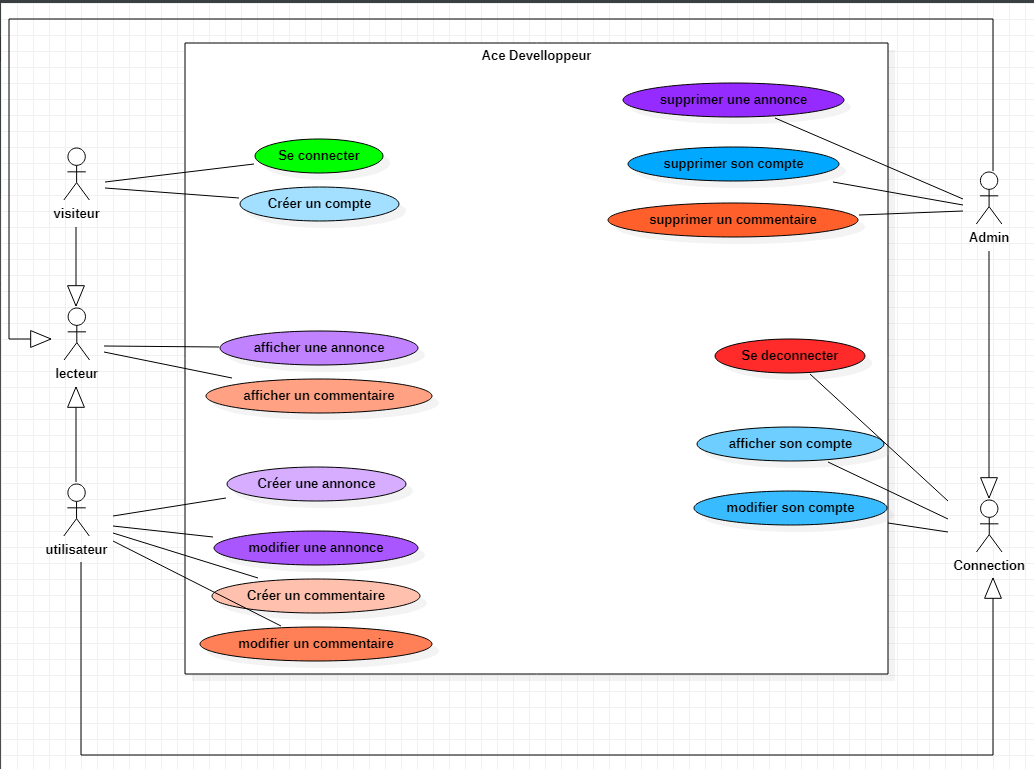 Ace Develloppeur
supprimer une annonce
Se connecter
supprimer son compte
Créer un compte
visiteur
supprimer un commentaire
Admin
afficher une annonce
Se deconnecter
lecteur
afficher un commentaire
afficher son compte
Créer une annonce
modifier son compte
utilisateur
modifier une annonce
Connection
Créer un commentaire
modifier un commentaire